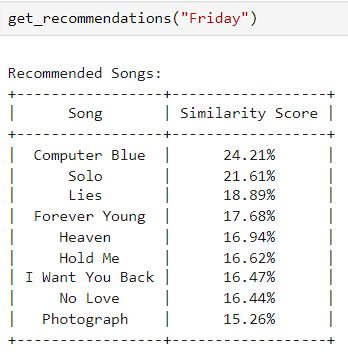 get_recommendations("Friday")
Recommended Songs:
+-----------------+------------------+
|      Song       | Similarity Score |
+-----------------+------------------+
|  Computer Blue  |      24.21%      |
|      Solo       |      21.61%      |
|      Lies       |      18.89%      |
|  Forever Young  |      17.68%      |
|     Heaven      |      16.94%      |
|     Hold Me     |      16.62%      |
| I Want You Back |      16.47%      |
|     No Love     |      16.44%      |
|   Photograph    |      15.26%      |
+-----------------+------------------+